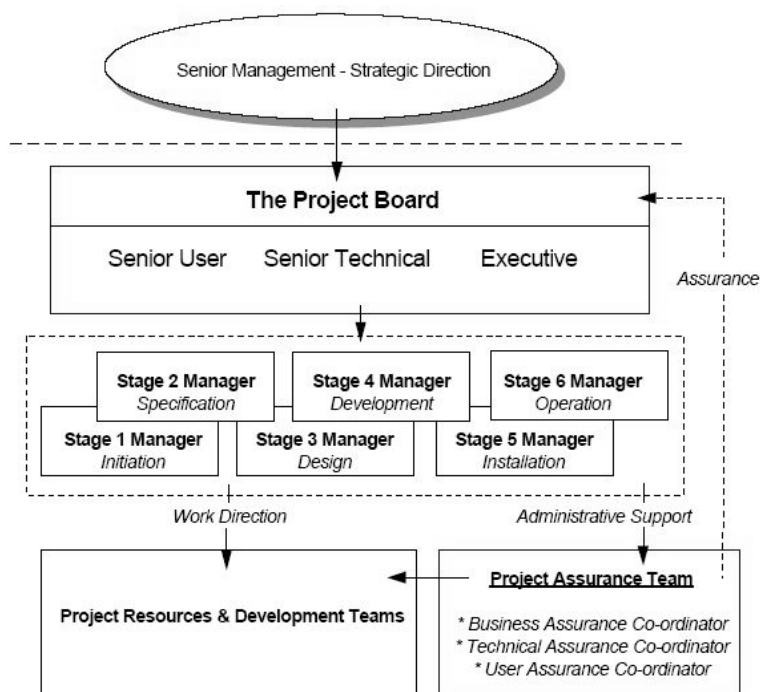 Senior Management - Strategic Direction
The Project Board
Senior User Senior Technical Executive
Assurance
Stage 2 Manager
Specification
Stage 4 Manager
Development
Stage 6 Manager
Operation
Stage 1 Manager
Initiation
Stage 3 Manager
Design
Stage 5 Manager
Installation
Work Direction
Administrative Support
Project Resources & Development Teams
Project Assurance Team
* Business Assurance Co-ordinator
* Technical Assurance Co-ordinator
* User Assurance Co-ordinator